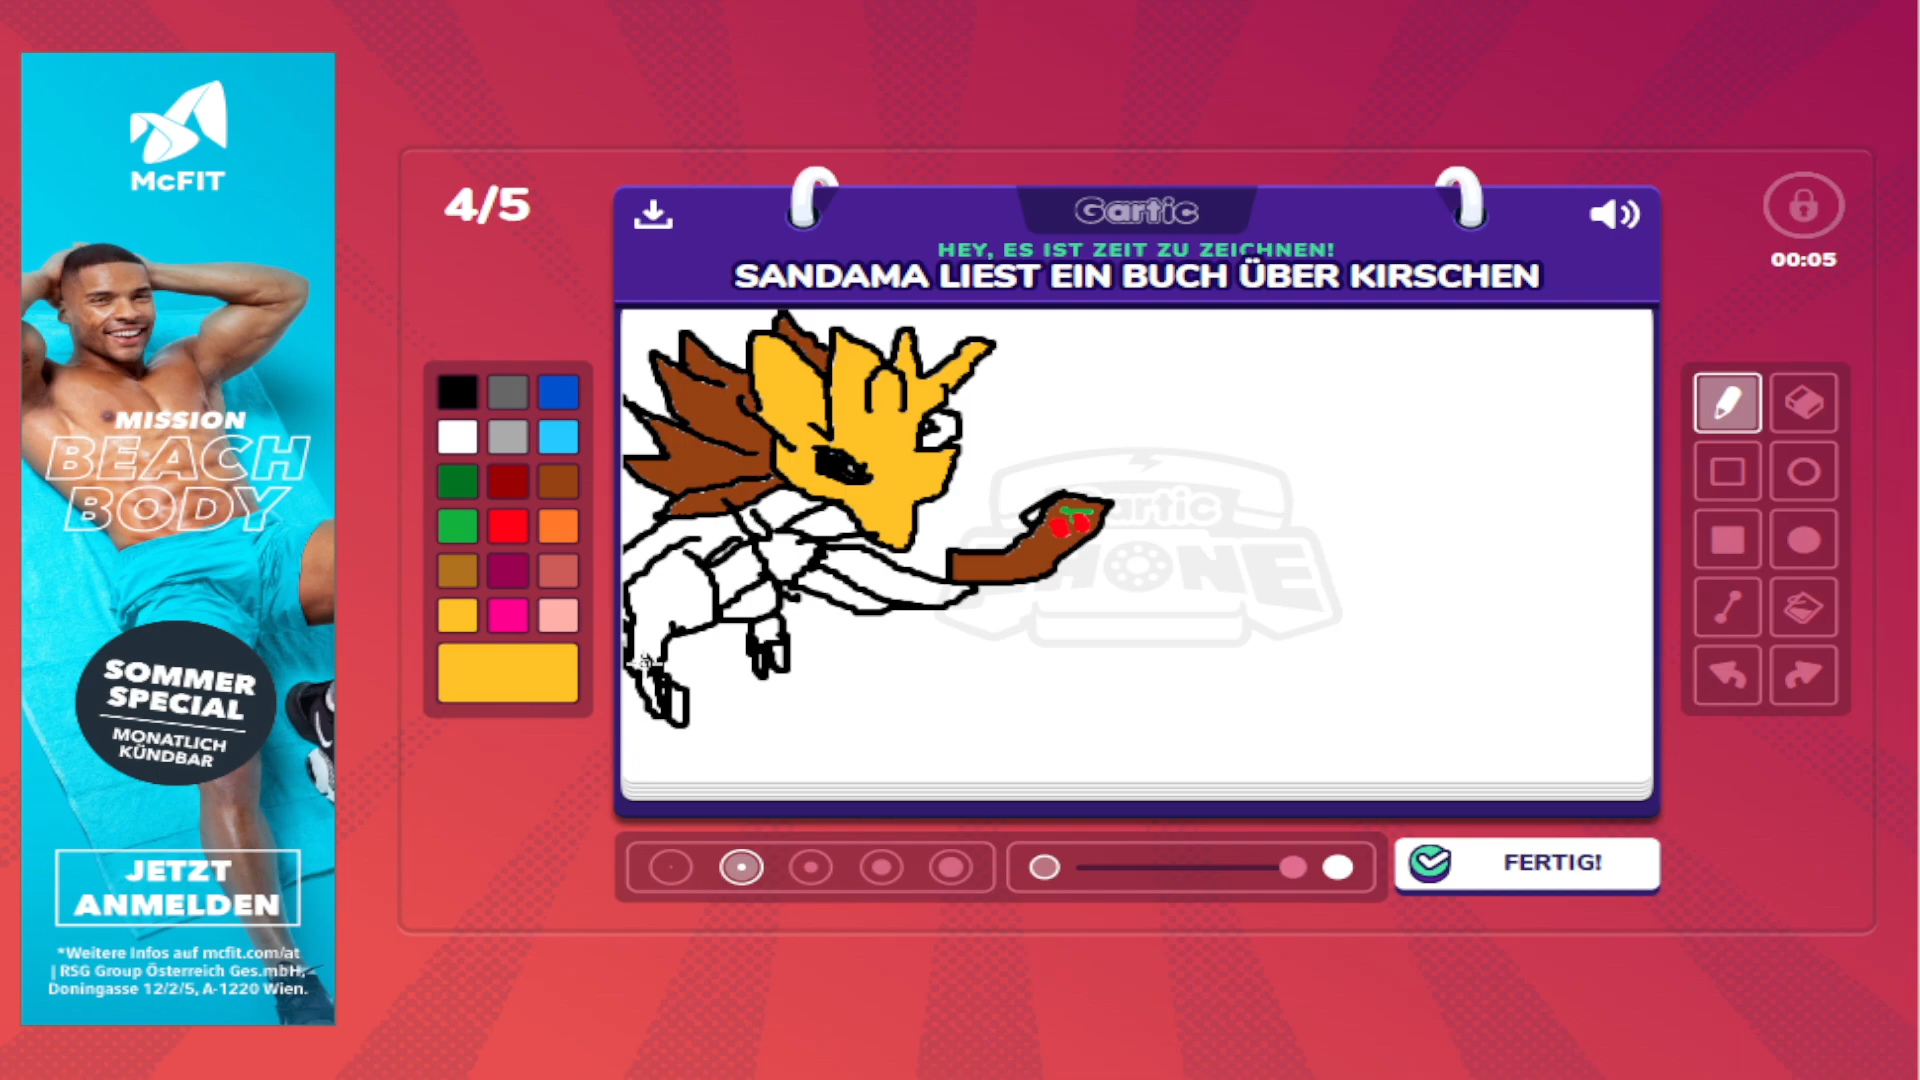 McFIT
MISSION
BEACH
BODY
SOMMER
SPECIAL
MONATLICH
KÜNDBAR
JETZT
ANMELDEN
*Weitere Infos auf mcfit.com/at
| RSG Group Österreich Ges.mbH,
Doningasse 12/2/5, A-1220 Wien.
4/5
Gartic
HEY, ES IST ZEIT ZU ZEICHNEN!
SANDAMA LIEST EIN BUCH ÜBER KIRSCHEN
00:05
artic
HONE
FERTIG!